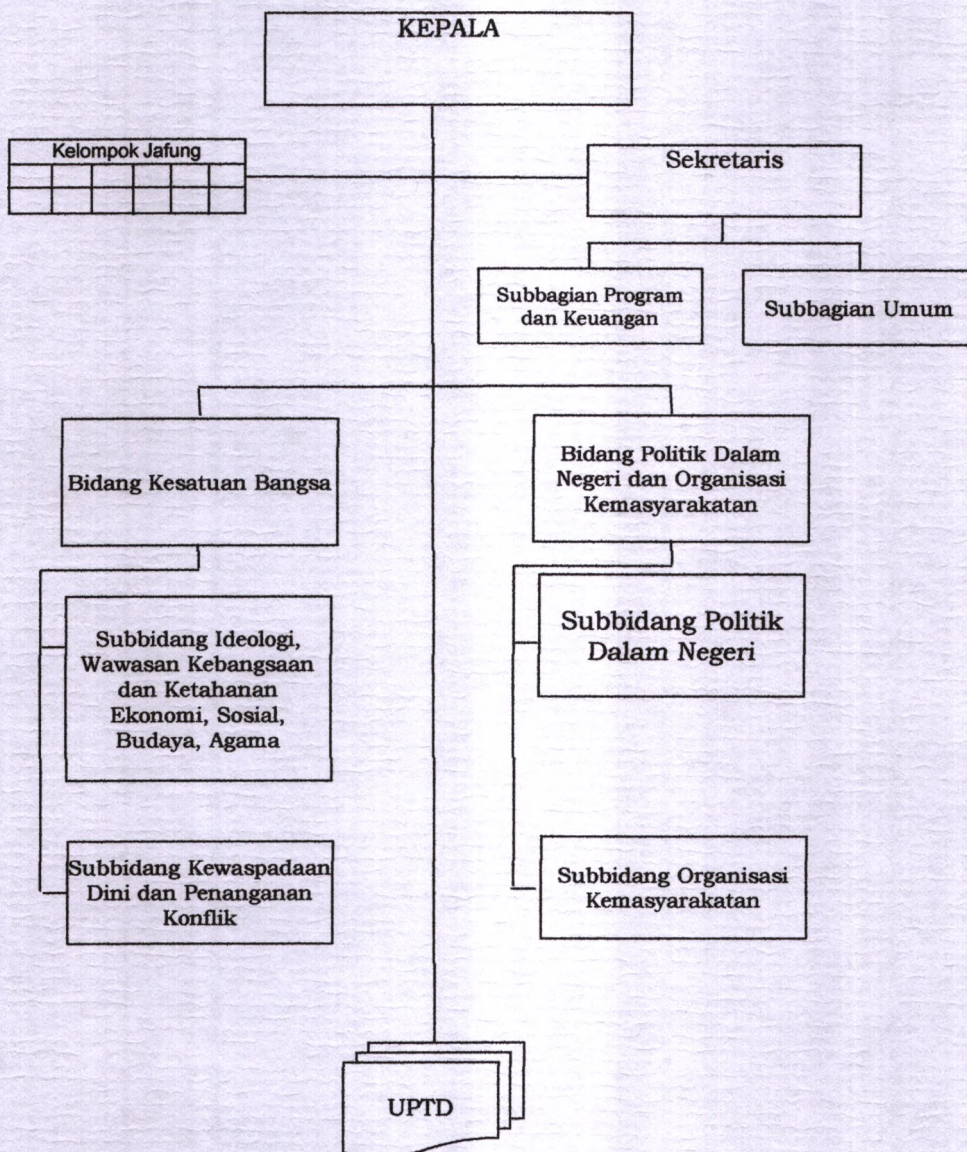 KEPALA
Kelompok Jafung
Sekretaris
Subbagian Program
dan Keuangan
Subbagian Umum
Bidang Kesatuan Bangsa
Bidang Politik Dalam
Negeri dan Organisasi
Kemasyarakatan
Subbidang Ideologi,
Wawasan Kebangsaan
dan Ketahanan
Ekonomi, Sosial,
Budaya, Agama
Subbidang Politik
Dalam Negeri
Subbidang Kewaspadaan
Dini dan Penanganan
Konflik
Subbidang Organisasi
Kemasyarakatan
UPTD